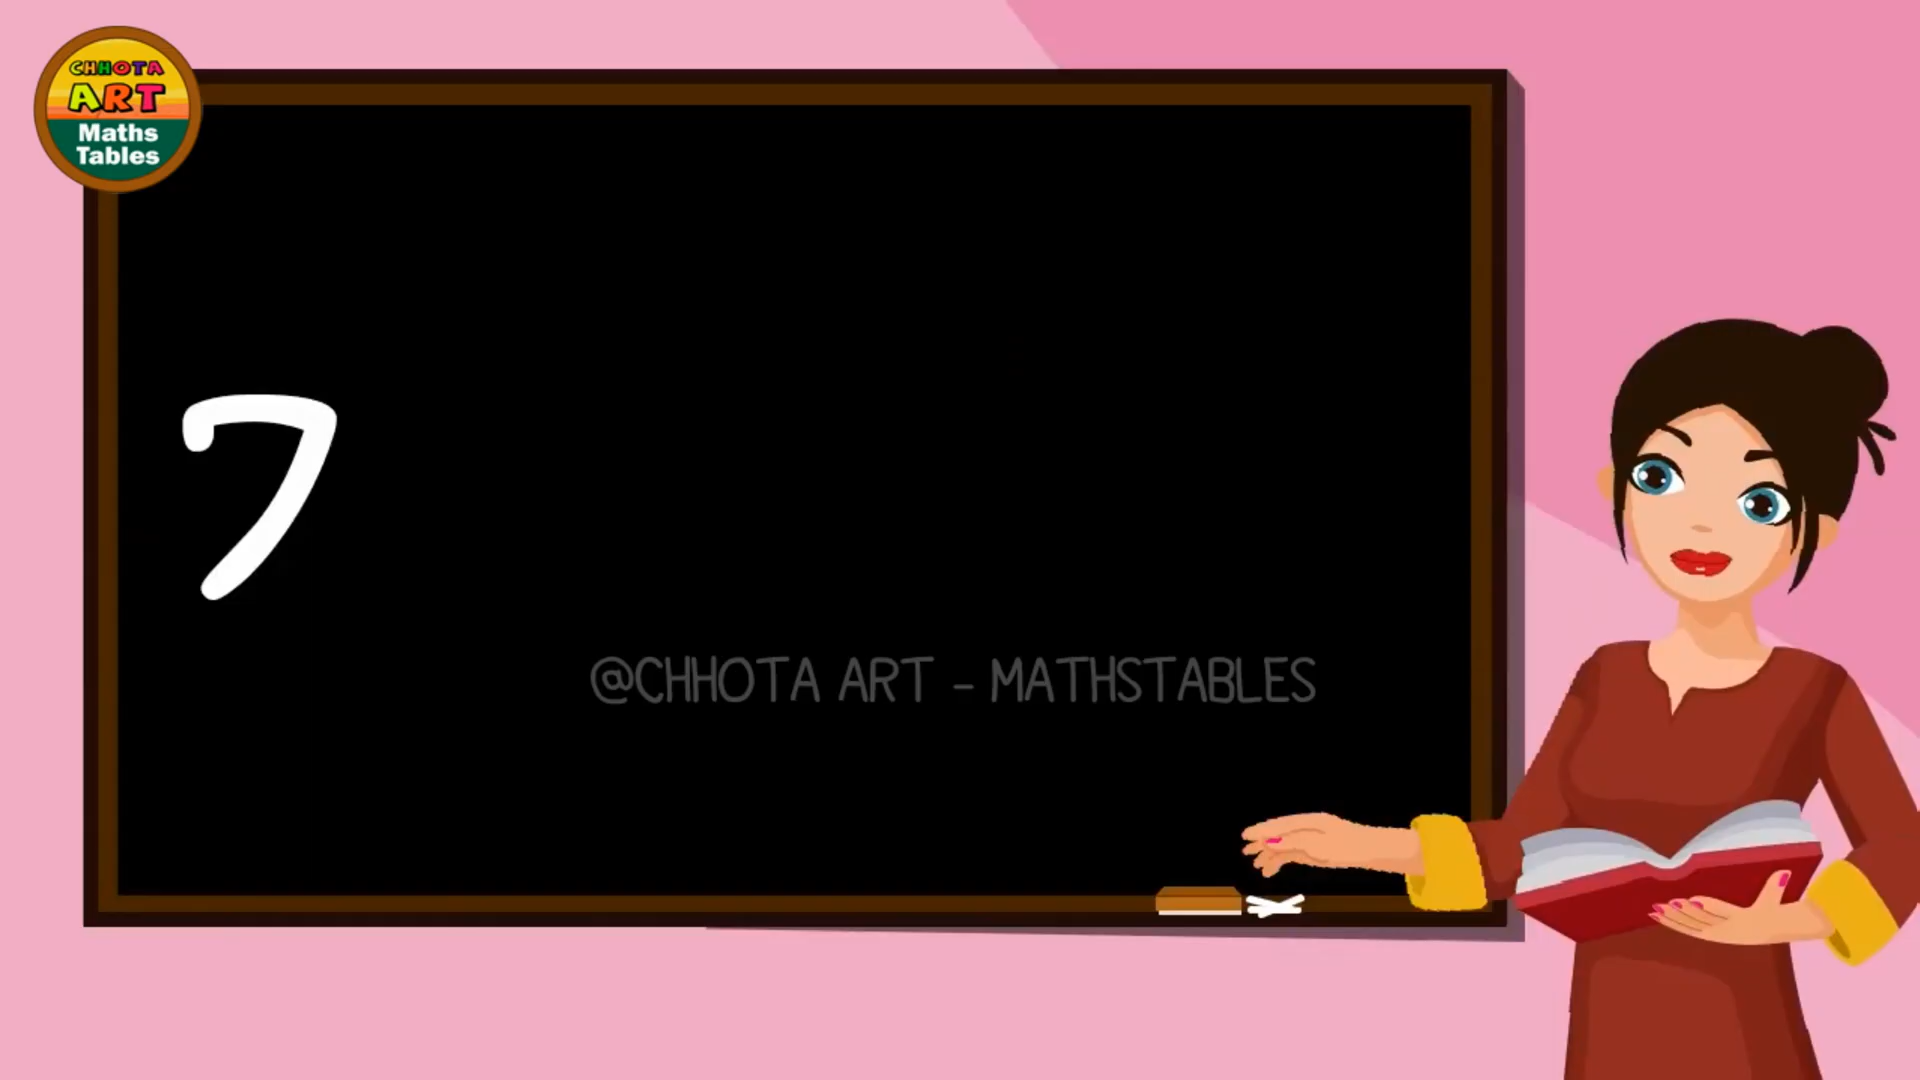 CHHOTA
ART
Maths
Tables
7
@CHHOTA ART - MATHSTABLES